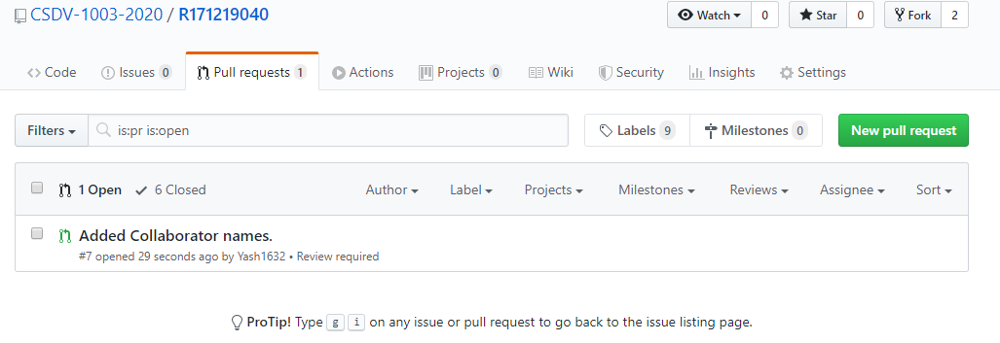 CSDV-1003-2020 / R171219040 Watch 0 Star 0 Fork 2
Code Issues 0 Pull requests 1 Actions Projects 0 Wiki Security Insights Settings
Filters is:pr is:open Labels 9 Milestones 0 New pull request
1 Open 6 Closed Author Label Projects Milestones Reviews Assignee Sort
Added Collaborator names.
#7 opened 29 seconds ago by Yash1632 • Review required
ProTip! Type g i on any issue or pull request to go back to the issue listing page.